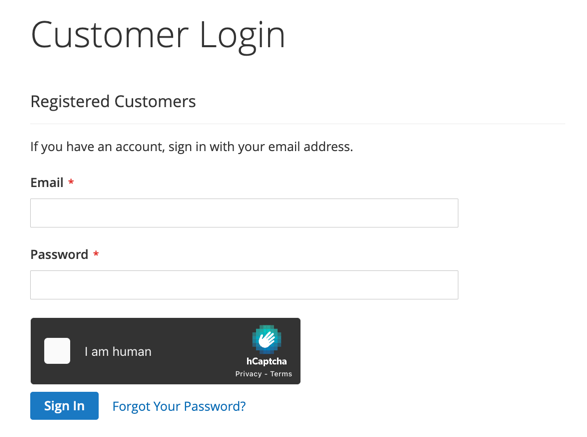 Customer Login
Registered Customers
If you have an account, sign in with your email address.
Email *
Password *
I am human
hCaptcha
Privacy - Terms
Sign In Forgot Your Password?